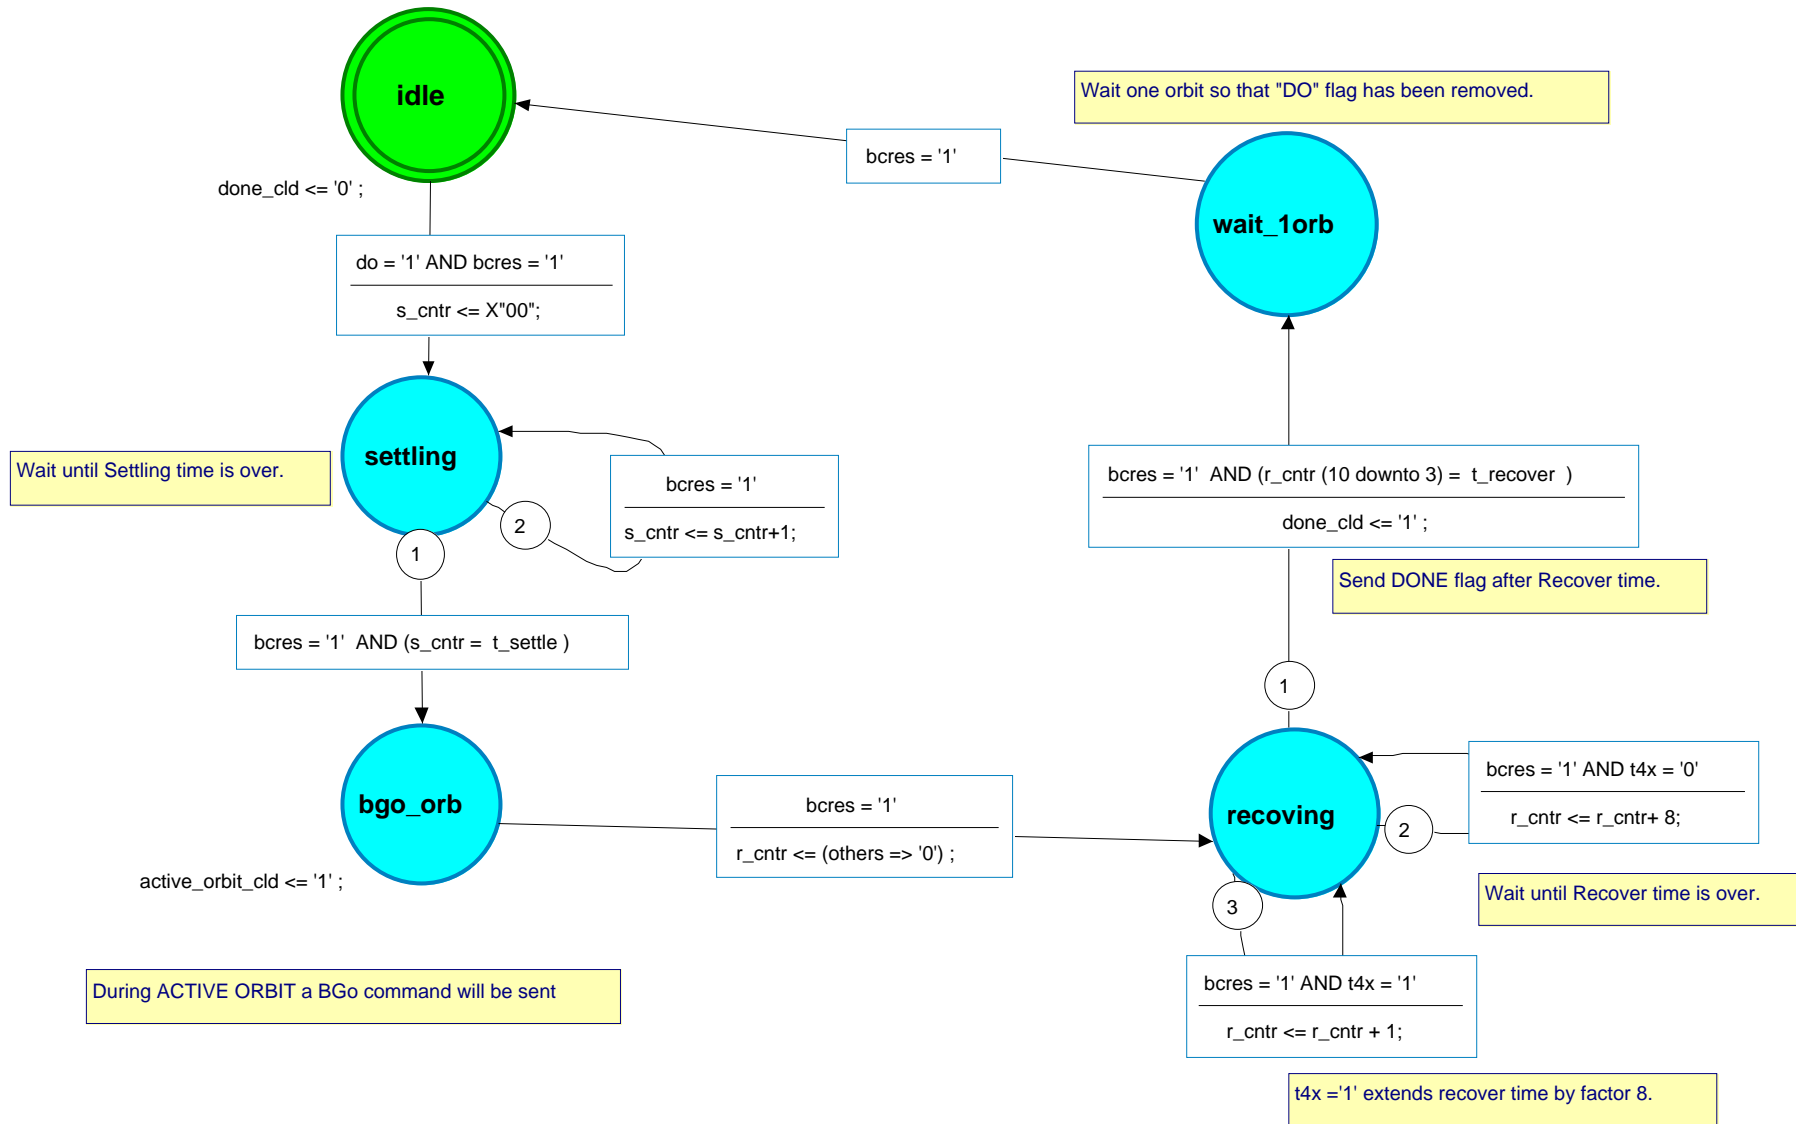 idle
done_cld <= '0' ;
do = '1' AND bcres = '1'
s_cntr <= X"00";
settling
Wait until Settling time is over.
bcres = '1'
s_cntr <= s_cntr+1;
2
1
bcres = '1'  AND (s_cntr =  t_settle )
bgo_orb
active_orbit_cld <= '1' ;
During ACTIVE ORBIT a BGo command will be sent
bcres = '1'
r_cntr <= (others => '0') ;
recoving
bcres = '1' AND t4x = '0'
r_cntr <= r_cntr+ 8;
2
Wait until Recover time is over.
3
bcres = '1' AND t4x = '1'
r_cntr <= r_cntr + 1;
t4x ='1' extends recover time by factor 8.
1
bcres = '1'  AND (r_cntr (10 downto 3) =  t_recover  )
done_cld <= '1' ;
Send DONE flag after Recover time.
wait_1orb
Wait one orbit so that "DO" flag has been removed.
bcres = '1'